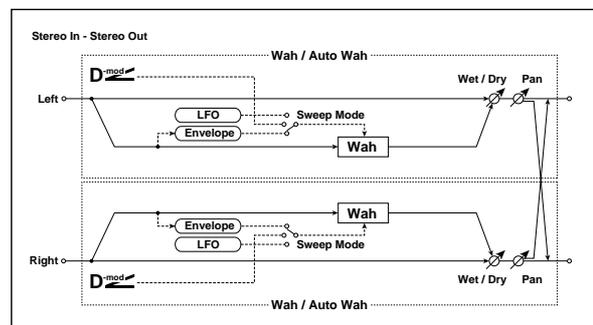 Stereo In - Stereo Out
Wah / Auto Wah
D-mod
Wet / Dry
Pan
Left
LFO
Sweep Mode
Envelope
Wah
Wah
Envelope
LFO
Sweep Mode
Right
D-mod
Wet / Dry
Pan
Wah / Auto Wah